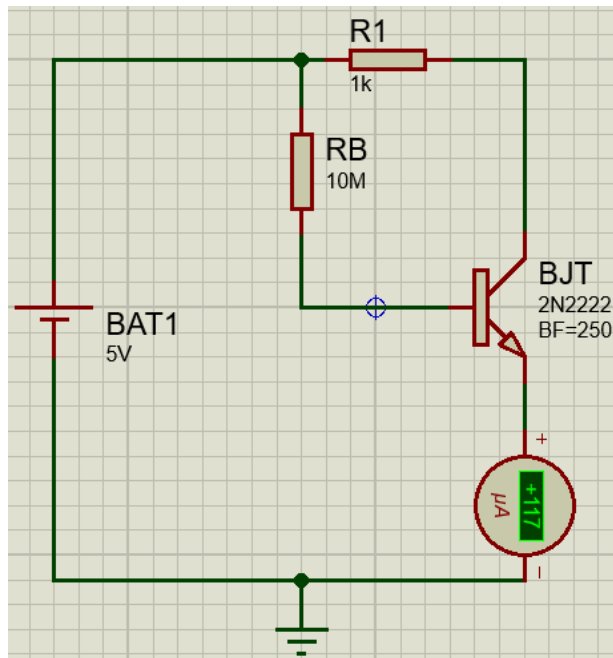 R1
1k
RB
10M
BAT1
5V
BJT
2N2222
BF=250
+
+117
µA
−